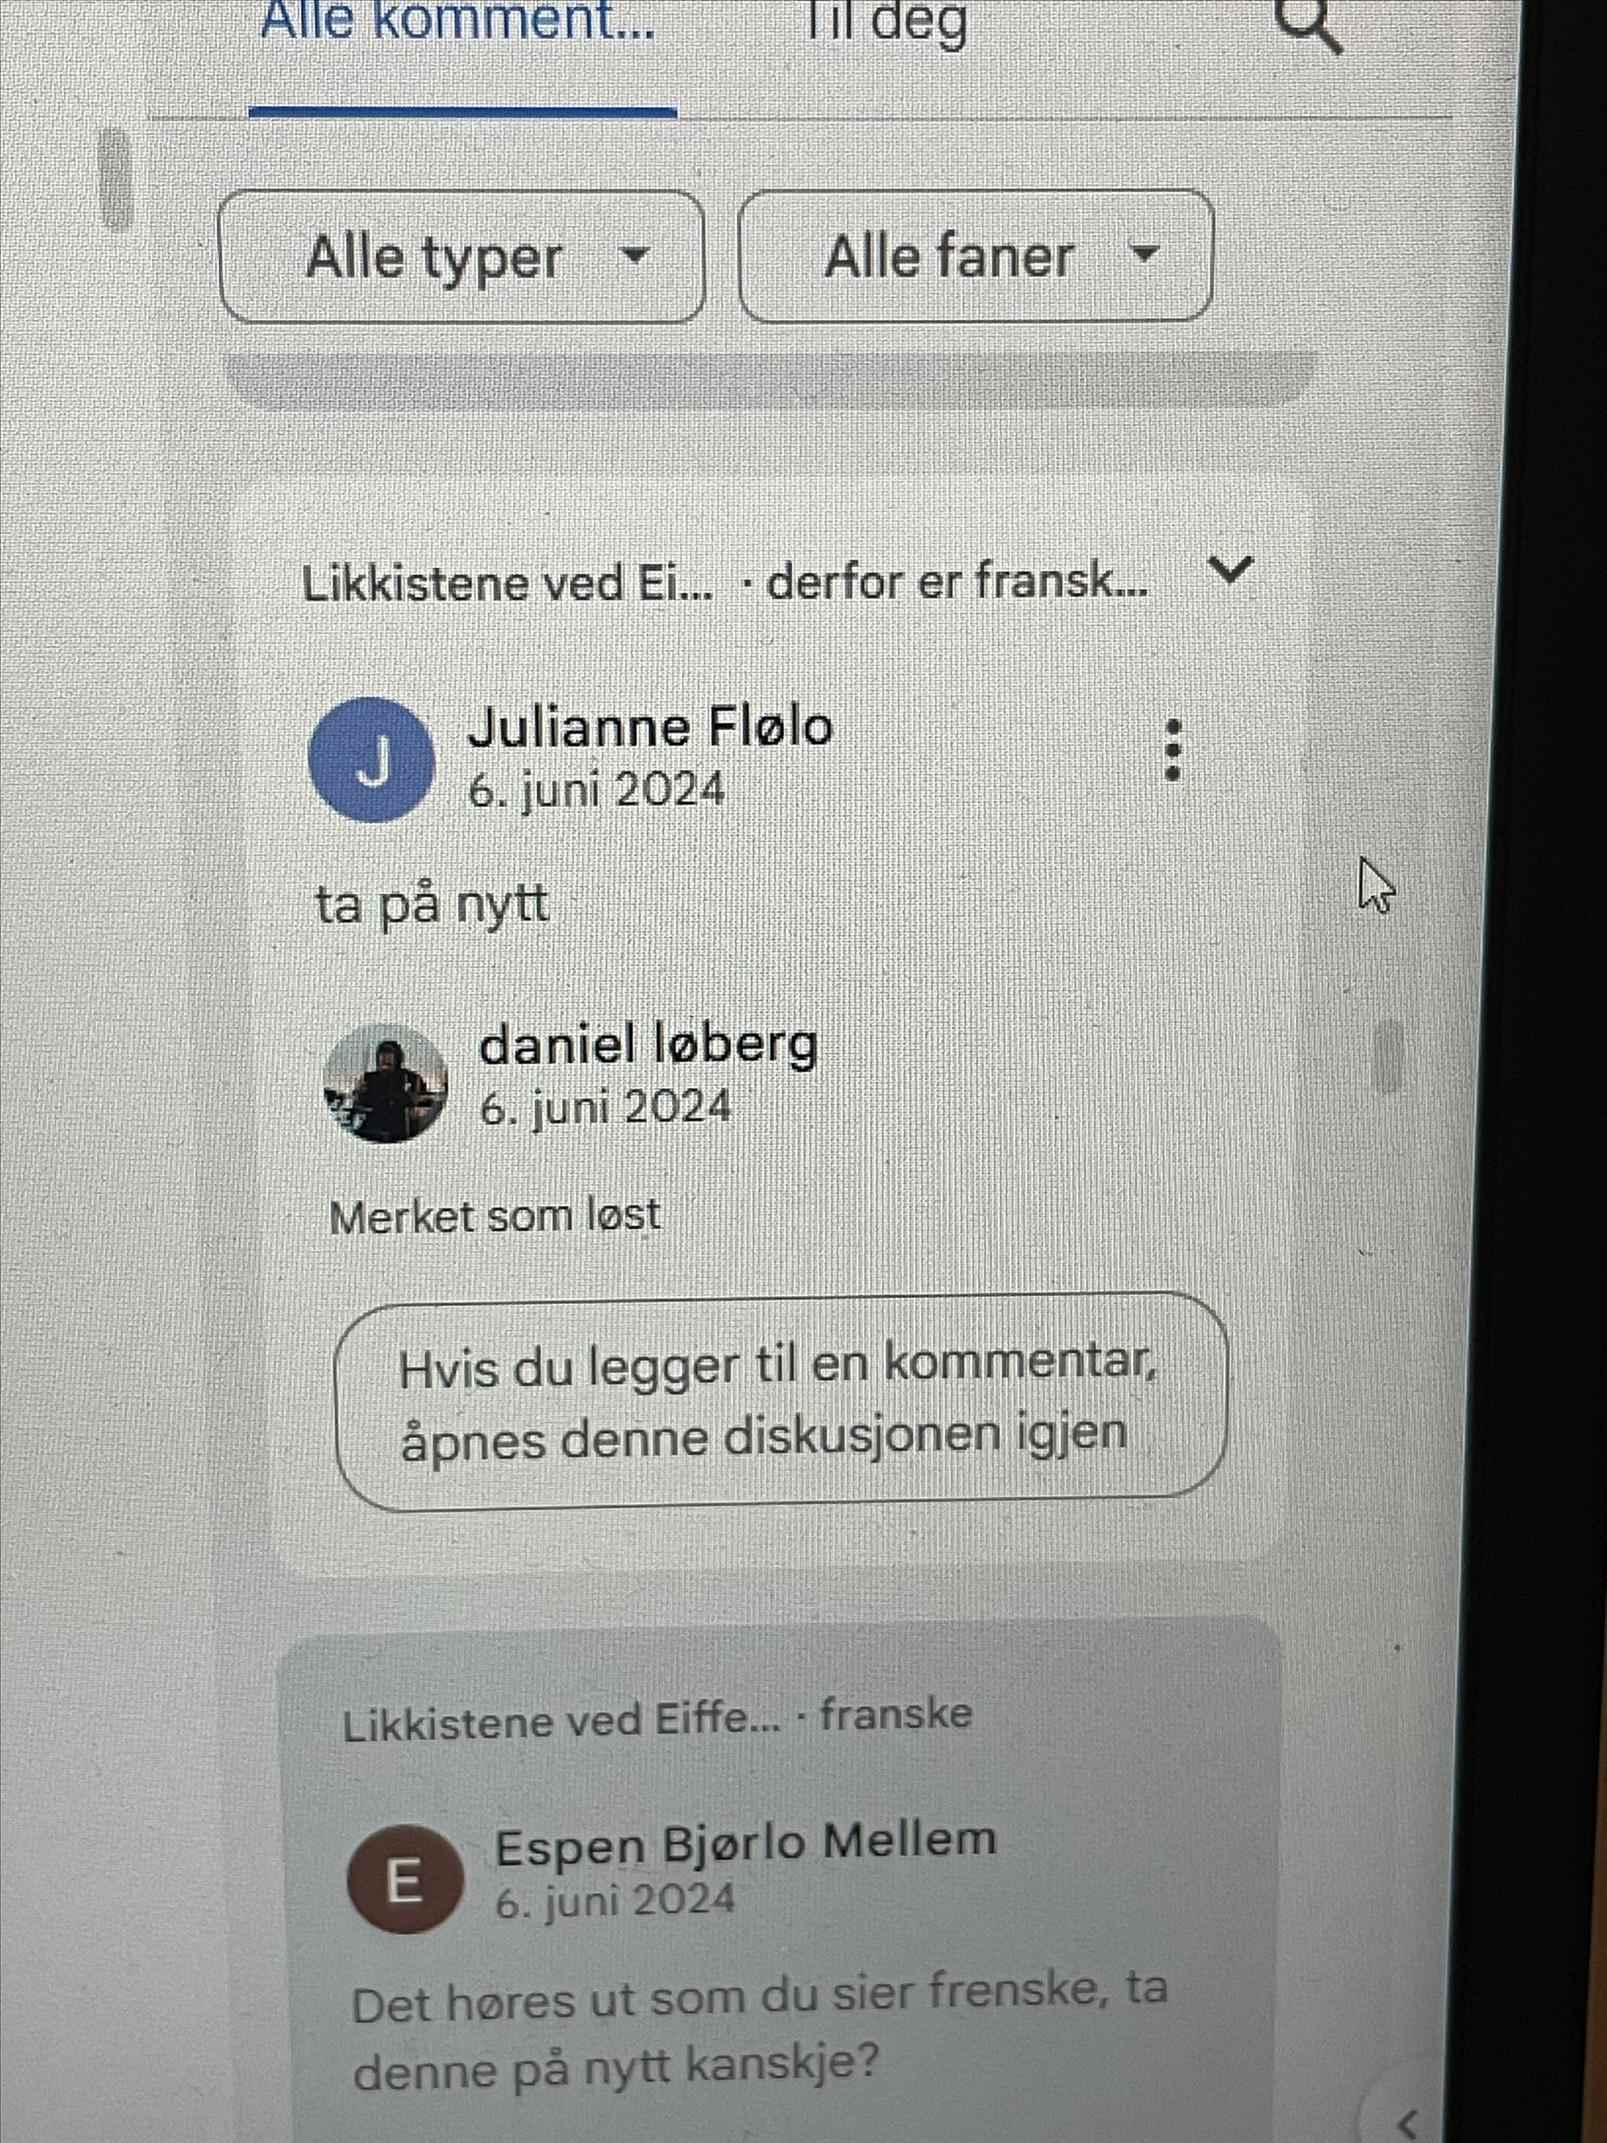 Alle komment...
Til deg
Alle typer
Alle faner
Likkistene ved Ei... · derfor er fransk...
J
Julianne Flølo
6. juni 2024
ta på nytt
daniel løberg
6. juni 2024
Merket som løst
Hvis du legger til en kommentar,
åpnes denne diskusjonen igjen
Likkistene ved Eiffe... · franske
E
Espen Bjørlo Mellem
6. juni 2024
Det høres ut som du sier frenske, ta
denne på nytt kanskje?